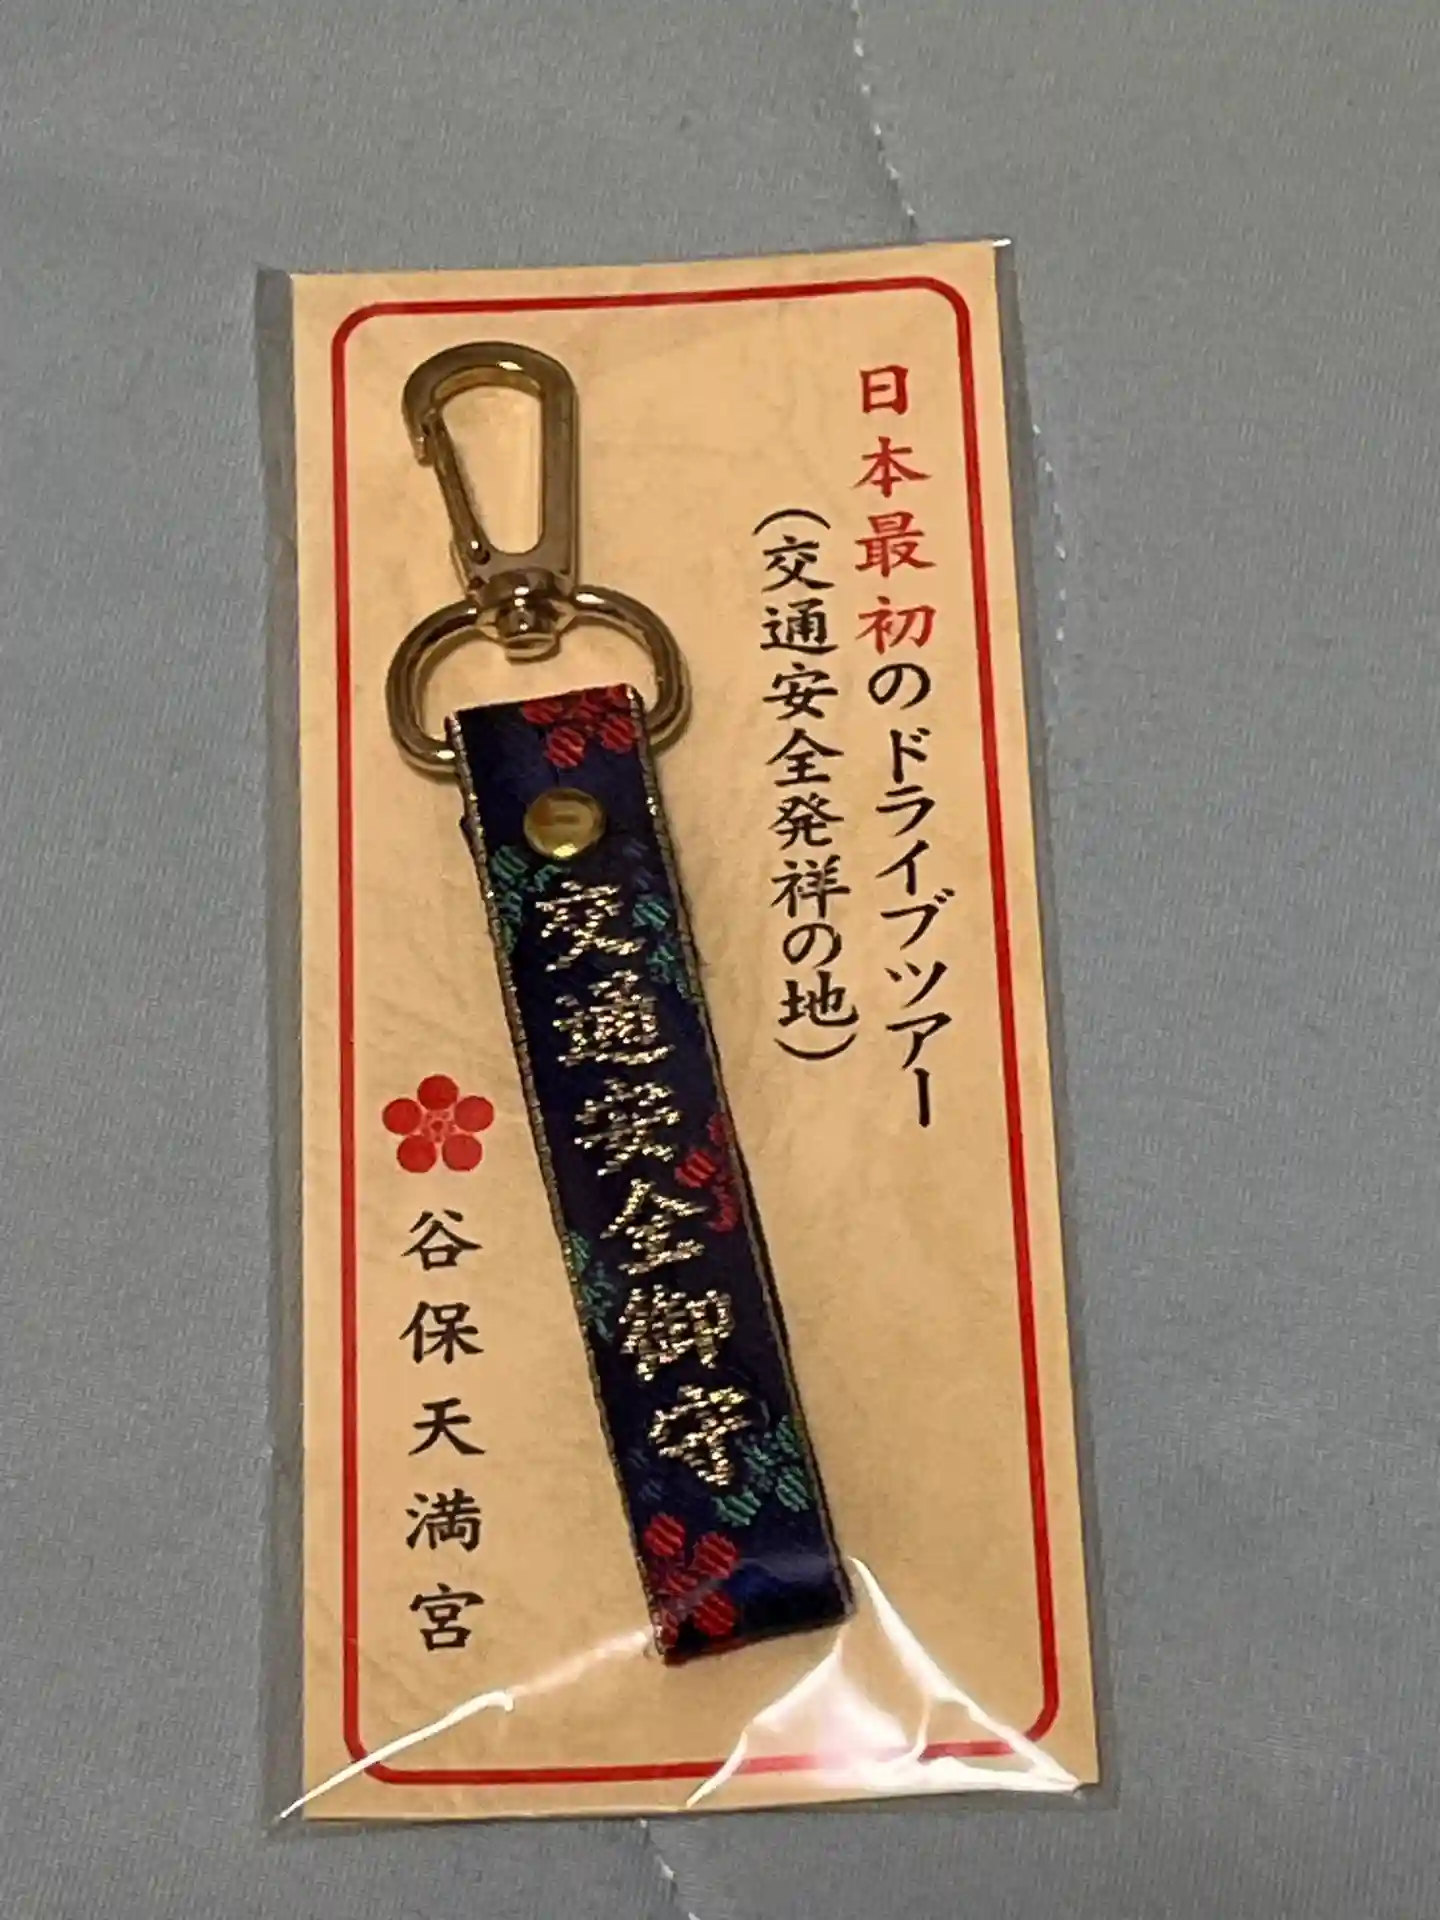 日本最初のドライブツアー
(交通安全発祥の地)
交通安全御守
谷保天満宮